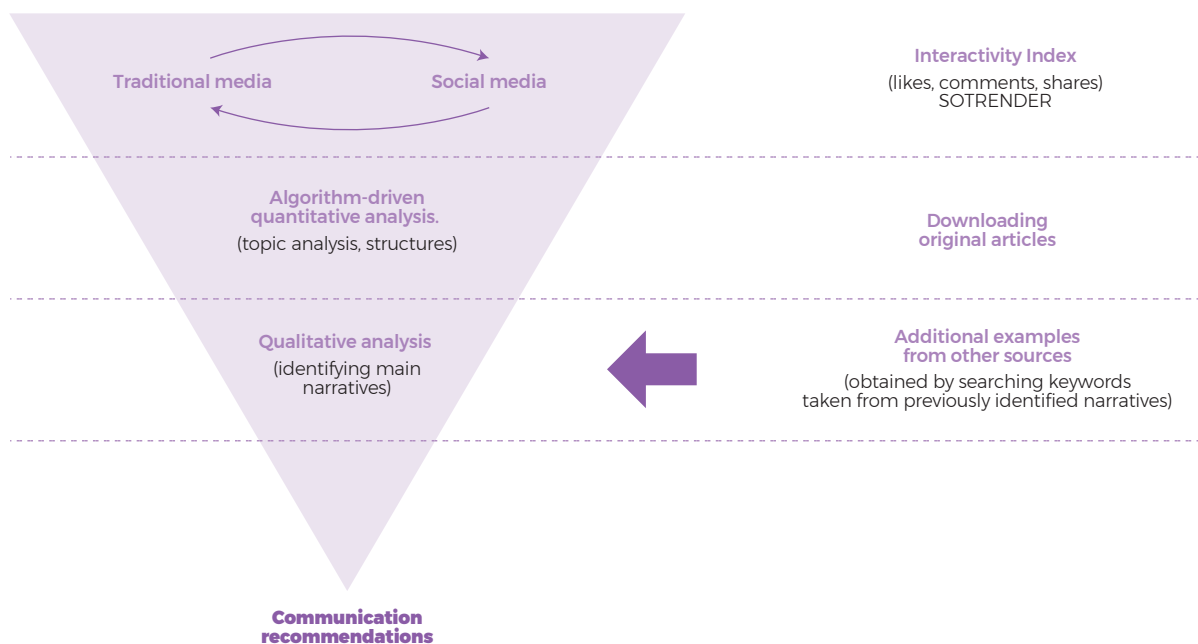 Traditional media
Social media
Interactivity Index
(likes, comments, shares)
SOTRENDER
Algorithm-driven
quantitative analysis.
(topic analysis, structures)
Downloading
original articles
Qualitative analysis
(identifying main
narratives)
Additional examples
from other sources
(obtained by searching keywords
taken from previously identified narratives)
Communication
recommendations